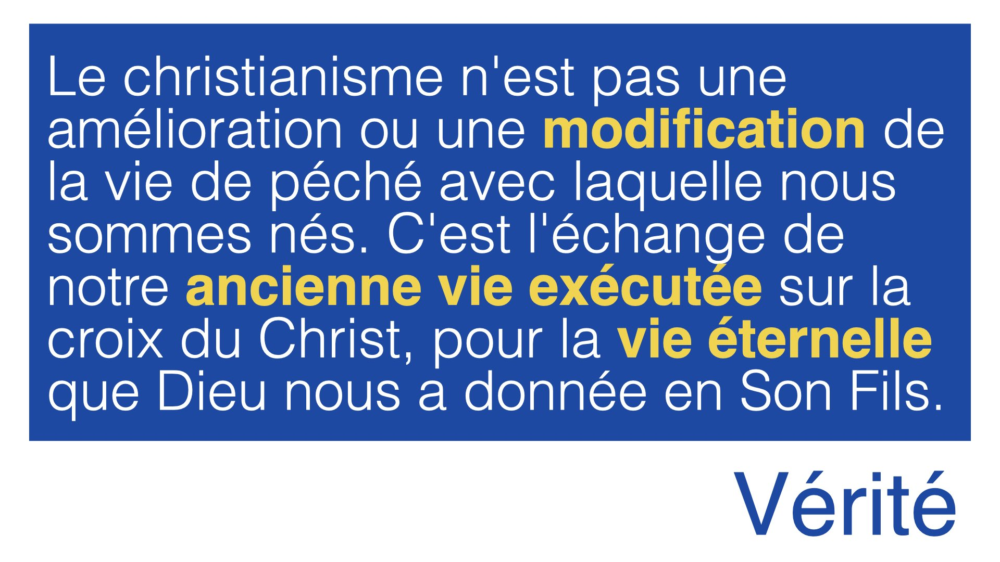 Le christianisme n'est pas une
amélioration ou une modification de
la vie de péché avec laquelle nous
sommes nés. C'est l'échange de
notre ancienne vie exécutée sur la
croix du Christ, pour la vie éternelle
que Dieu nous a donnée en Son Fils.
Vérité